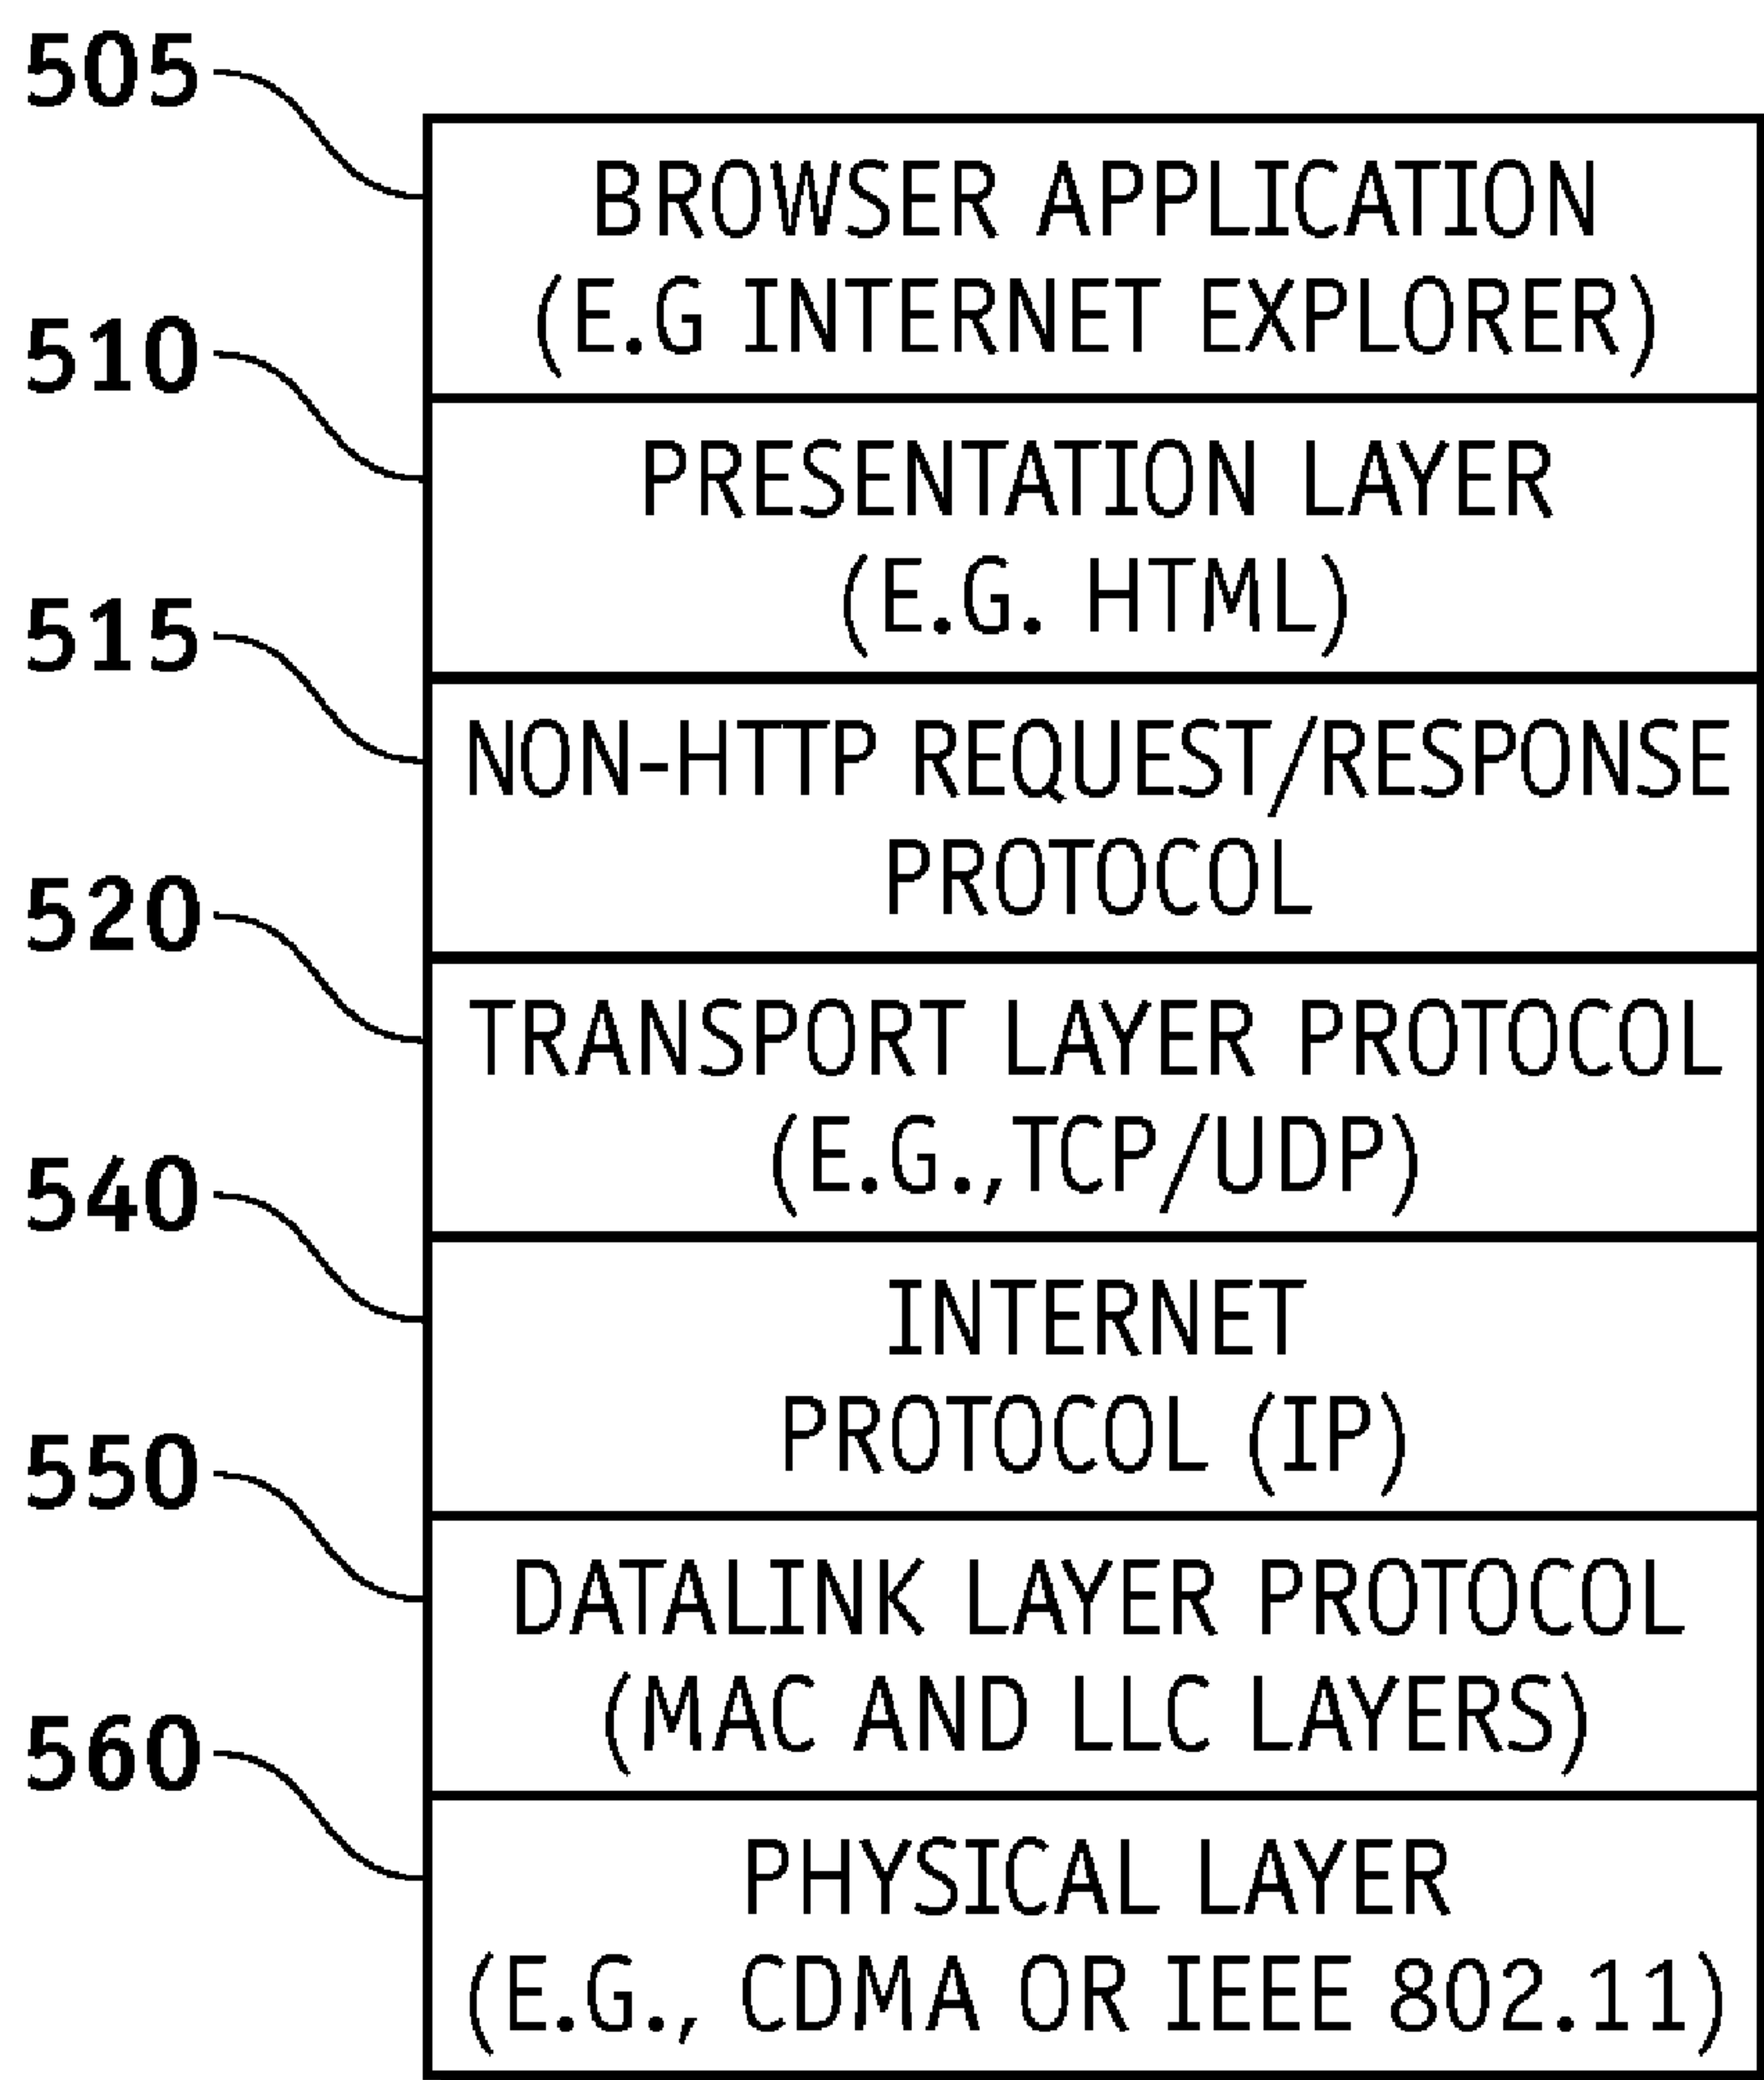 505
BROWSER APPLICATION
(E.G INTERNET EXPLORER)
510
PRESENTATION LAYER
(E.G. HTML)
515
NON-HTTP REQUEST/RESPONSE
PROTOCOL
520
TRANSPORT LAYER PROTOCOL
(E.G.,TCP/UDP)
540
INTERNET
PROTOCOL (IP)
550
DATALINK LAYER PROTOCOL
(MAC AND LLC LAYERS)
560
PHYSICAL LAYER
(E.G., CDMA OR IEEE 802.11)